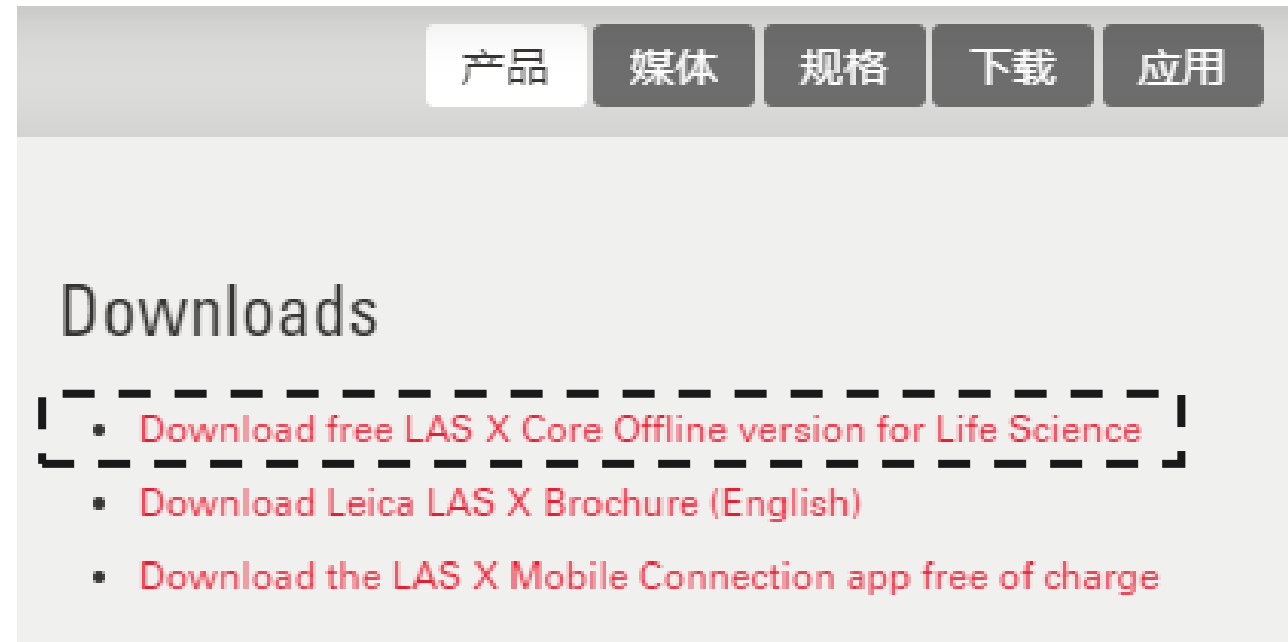 产品 媒体 规格 下载 应用
Downloads
• Download free LAS X Core Offline version for Life Science
• Download Leica LAS X Brochure (English)
• Download the LAS X Mobile Connection app free of charge